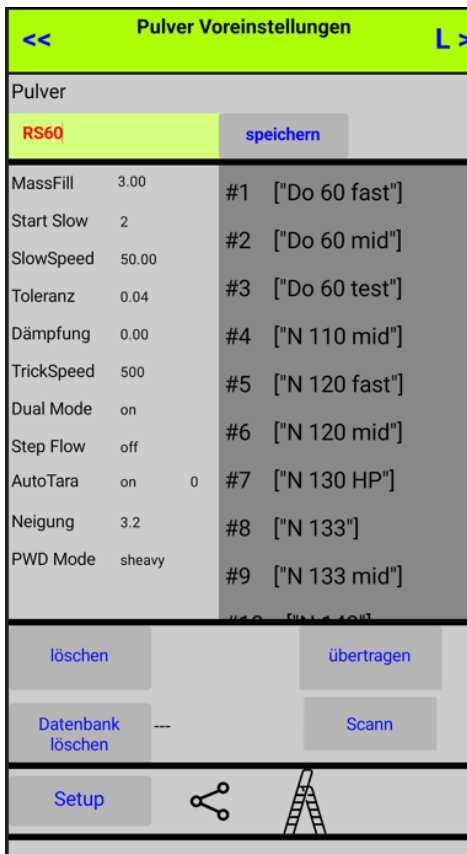 Pulver Voreinstellungen
<< L >
Pulver
RS60 speichern
MassFill 3.00
Start Slow 2
SlowSpeed 50.00
Toleranz 0.04
Dämpfung 0.00
TrickSpeed 500
Dual Mode on
Step Flow off
AutoTara on 0
Neigung 3.2
PWD Mode sheavy
#1 ["Do 60 fast"]
#2 ["Do 60 mid"]
#3 ["Do 60 test"]
#4 ["N 110 mid"]
#5 ["N 120 fast"]
#6 ["N 120 mid"]
#7 ["N 130 HP"]
#8 ["N 133"]
#9 ["N 133 mid"]
löschen übertragen
Datenbank --- Scann
löschen
Setup